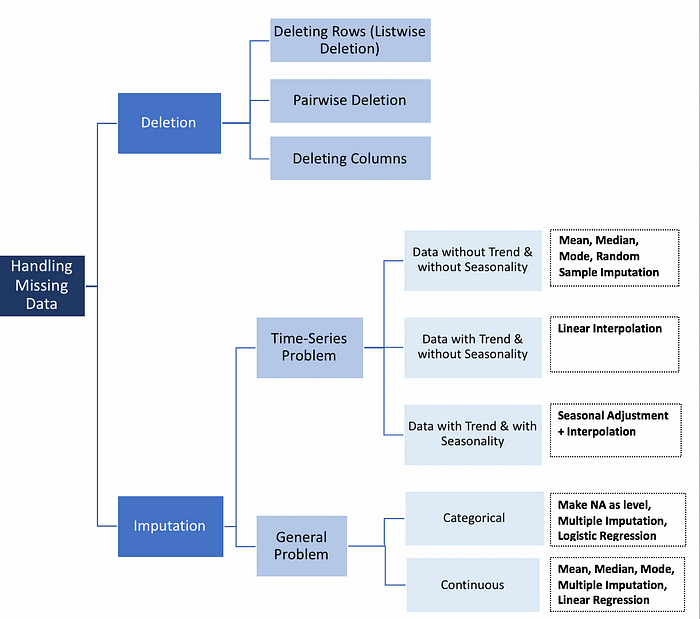 Deleting Rows (Listwise
Deletion)
Pairwise Deletion
Deletion
Deleting Columns
Handling
Missing
Data
Data without Trend &
without Seasonality
Mean, Median,
Mode, Random
Sample Imputation
Time-Series
Problem
Data with Trend &
without Seasonality
Linear Interpolation
Data with Trend & with
Seasonality
Seasonal Adjustment
+ Interpolation
Imputation
General
Problem
Categorical
Make NA as level,
Multiple Imputation,
Logistic Regression
Continuous
Mean, Median, Mode,
Multiple Imputation,
Linear Regression